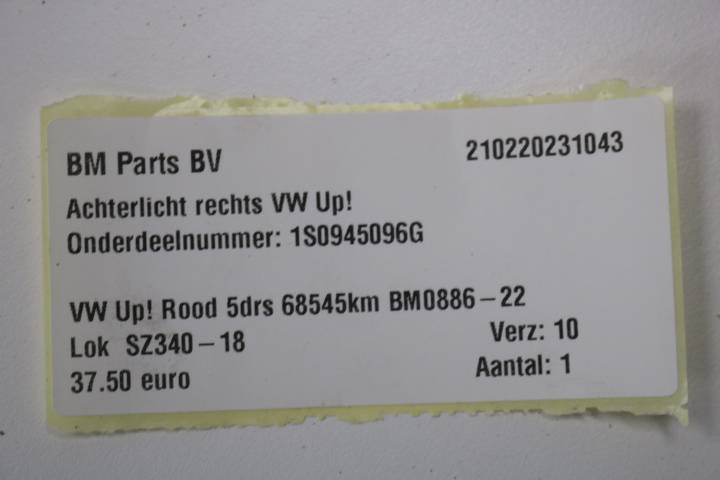 BM Parts BV 210220231043
Achterlicht rechts VW Up!
Onderdeelnummer: 1S0945096G
VW Up! Rood 5drs 68545km BM0886-22
Lok SZ340-18 Verz: 10
37.50 euro Aantal: 1